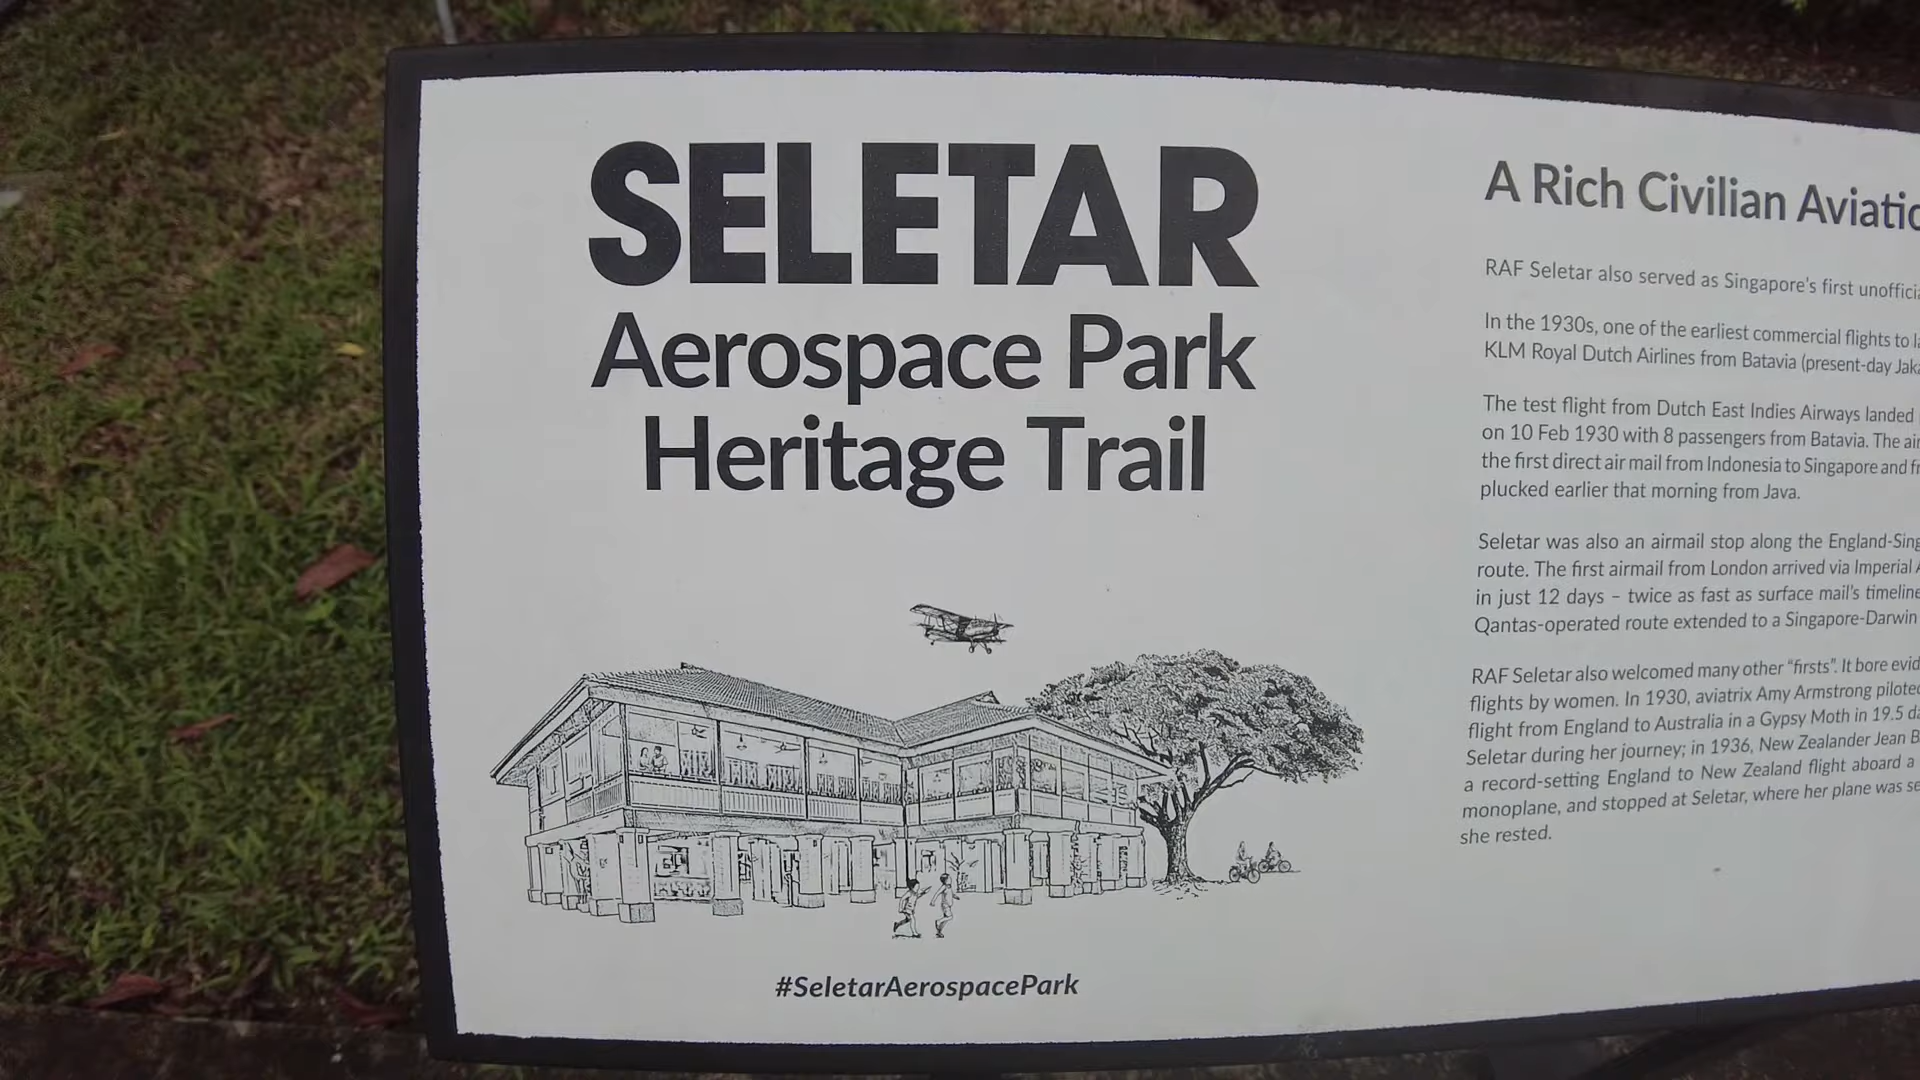 SELETAR
Aerospace Park
Heritage Trail
#SeletarAerospacePark
A Rich Civilian
RAF Seletar also served as Singapore's first
In the 1930s, one of the earliest commercial flights to
KLM Royal Dutch Airlines from Batavia (present-day
The test flight from Dutch East Indies Airways landed
on 10 Feb 1930 with 8 passengers from Batavia. The
the first direct air mail from Indonesia to Singapore and
plucked earlier that morning from Java.
Seletar was also an airmail stop along the
route. The first airmail from London arrived via Imperial
in just 12 days – twice as fast as surface mail's
Qantas-operated route extended to a Singapore-Darwin
RAF Seletar also welcomed many other “firsts”. It bore
flights by women. In 1930, aviatrix Amy Armstrong
flight from England to Australia in a Gypsy Moth in 19.5
Seletar during her journey; in 1936, New Zealander Jean
a record-setting England to New Zealand flight aboard a
monoplane, and stopped at Seletar, where her plane was
she rested.